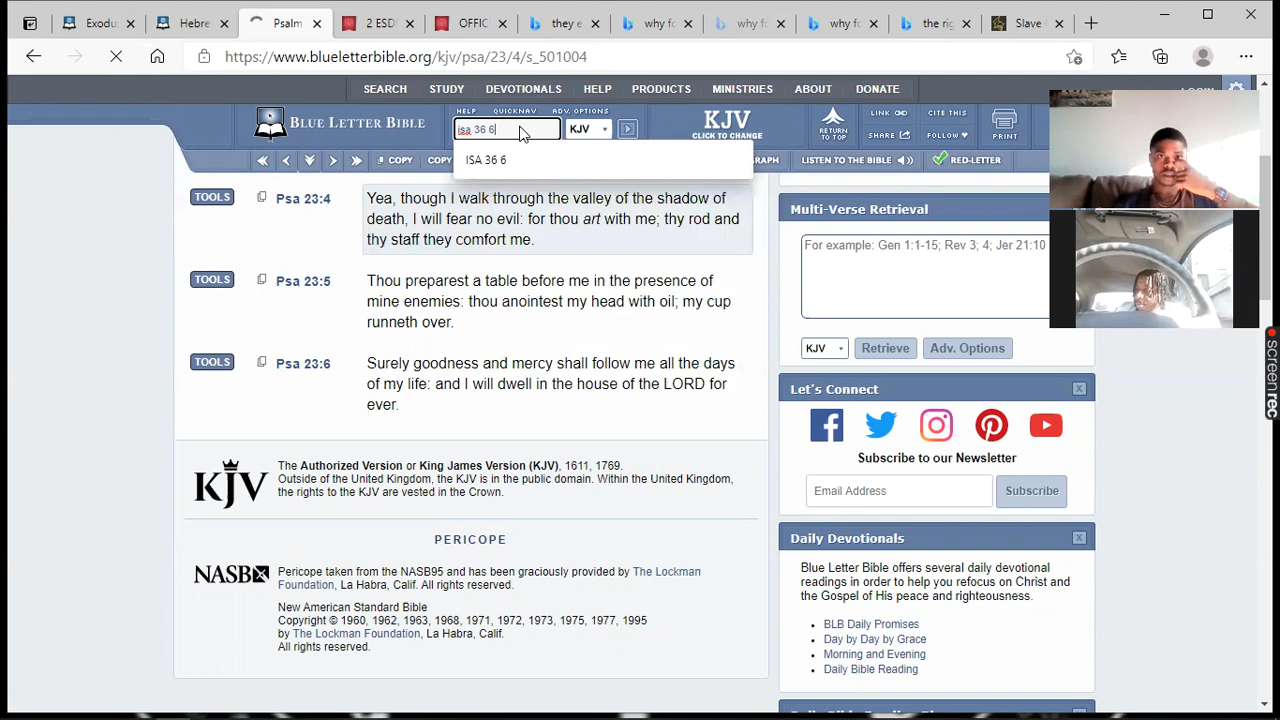 Exodu
Hebre
Psalm
2 ESD
OFFIC
they e
why fo
why fo
why fo
the rig
Slave
https://www.blueletterbible.org/kjv/psa/23/4/s_501004
SEARCH STUDY DEVOTIONALS HELP PRODUCTS MINISTRIES ABOUT DONATE
HELP QUICKNAV ADV. OPTIONS
BLUE LETTER BIBLE
isa 36 6
KJV
ISA 36 6
KJV
CLICK TO CHANGE
RETURN TO TOP
LINK
SHARE
CITE THIS
FOLLOW
PRINT
COPY
LISTEN TO THE BIBLE
RED-LETTER
TOOLS Psa 23:4 Yea, though I walk through the valley of the shadow of
death, I will fear no evil: for thou art with me; thy rod and
thy staff they comfort me.
TOOLS Psa 23:5 Thou preparest a table before me in the presence of
mine enemies: thou anointest my head with oil; my cup
runneth over.
TOOLS Psa 23:6 Surely goodness and mercy shall follow me all the days
of my life: and I will dwell in the house of the LORD for
ever.
KJV
The Authorized Version or King James Version (KJV), 1611, 1769.
Outside of the United Kingdom, the KJV is in the public domain. Within the United Kingdom,
the rights to the KJV are vested in the Crown.
PERICOPE
NASB
Pericope taken from the NASB95 and has been graciously provided by The Lockman
Foundation, La Habra, Calif. All rights reserved.
New American Standard Bible
Copyright © 1960, 1962, 1963, 1968, 1971, 1972, 1973, 1975, 1977, 1995
by The Lockman Foundation, La Habra, Calif.
All rights reserved.
Multi-Verse Retrieval
For example: Gen 1:1-15; Rev 3; 4; Jer 21:10
KJV Retrieve Adv. Options
Let's Connect
Subscribe to our Newsletter
Email Address Subscribe
Daily Devotionals
Blue Letter Bible offers several daily devotional
readings in order to help you refocus on Christ and
the Gospel of His peace and righteousness.
BLB Daily Promises
Day by Day by Grace
Morning and Evening
Daily Bible Reading
screenrec